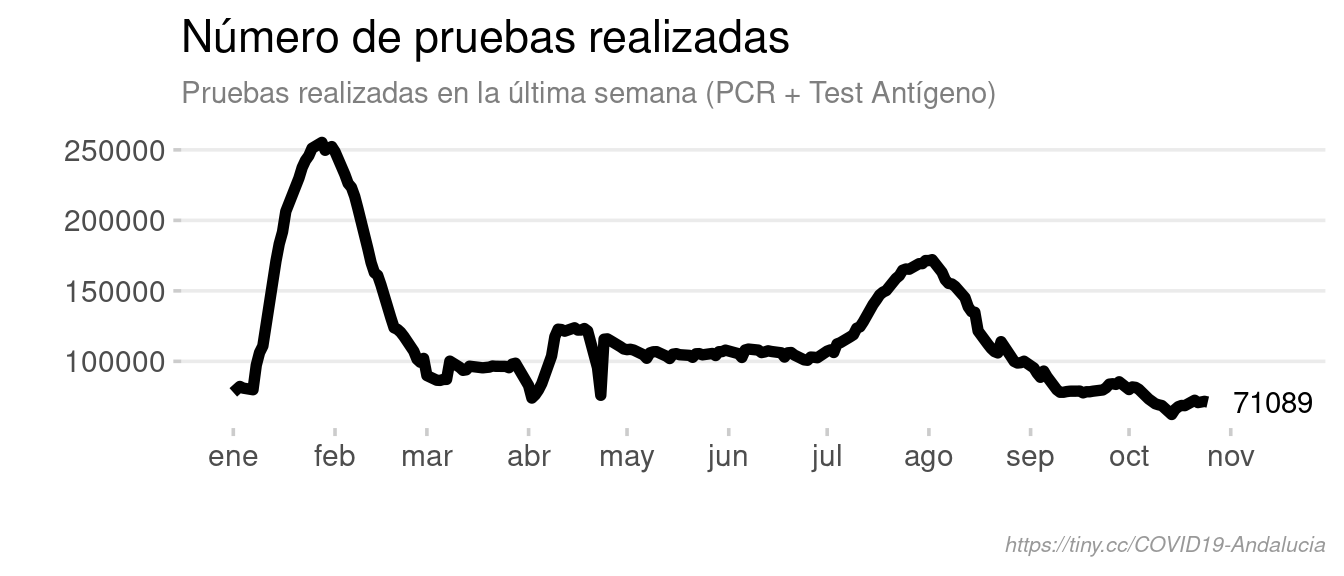 Número de pruebas realizadas
Pruebas realizadas en la última semana (PCR + Test Antígeno)
250000
200000
150000
100000
71089
ene feb mar abr may jun jul ago sep oct nov
https://tiny.cc/COVID19-Andalucia